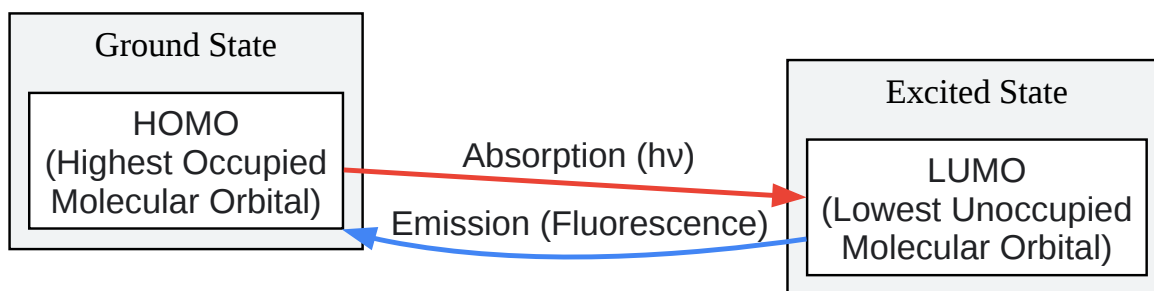 Ground State
HOMO
(Highest Occupied
Molecular Orbital)
Absorption (hν)
Emission (Fluorescence)
Excited State
LUMO
(Lowest Unoccupied
Molecular Orbital)